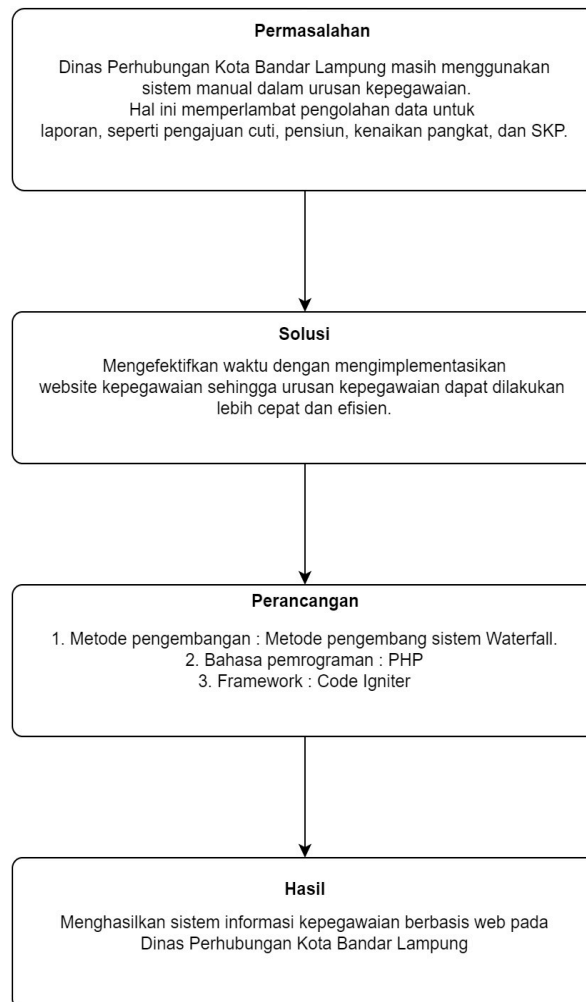 Permasalahan
Dinas Perhubungan Kota Bandar Lampung masih menggunakan
sistem manual dalam urusan kepegawaian.
Hal ini memperlambat pengolahan data untuk
laporan, seperti pengajuan cuti, pensiun, kenaikan pangkat, dan SKP.
Solusi
Mengefektifkan waktu dengan mengimplementasikan
website kepegawaian sehingga urusan kepegawaian dapat dilakukan
lebih cepat dan efisien.
Perancangan
1. Metode pengembangan : Metode pengembang sistem Waterfall.
2. Bahasa pemrograman : PHP
3. Framework : Code Igniter
Hasil
Menghasilkan sistem informasi kepegawaian berbasis web pada
Dinas Perhubungan Kota Bandar Lampung